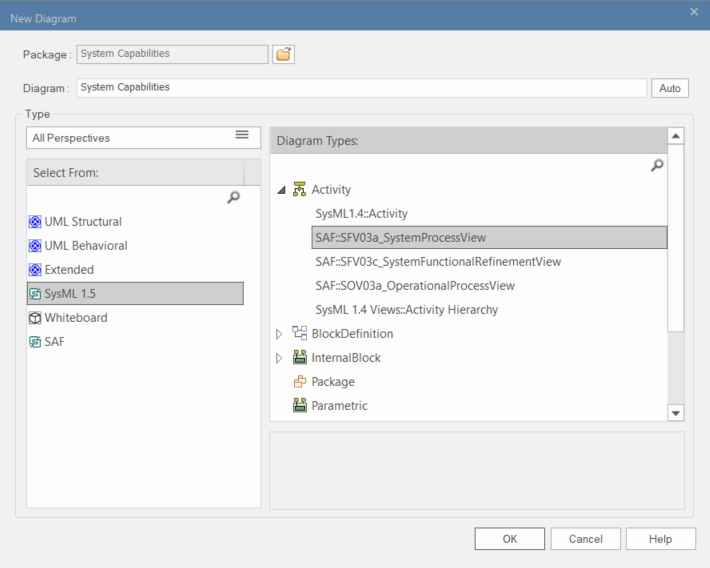 New Diagram
Package : System Capabilities
Diagram : System Capabilities Auto
Type
All Perspectives
Select From:
UML Structural
UML Behavioral
Extended
SysML 1.5
Whiteboard
SAF
Diagram Types:
Activity
SysML1.4::Activity
SAF::SFV03a_SystemProcessView
SAF::SFV03c_SystemFunctionalRefinementView
SAF::SOV03a_OperationalProcessView
SysML 1.4 Views::Activity Hierarchy
BlockDefinition
InternalBlock
Package
Parametric
OK Cancel Help